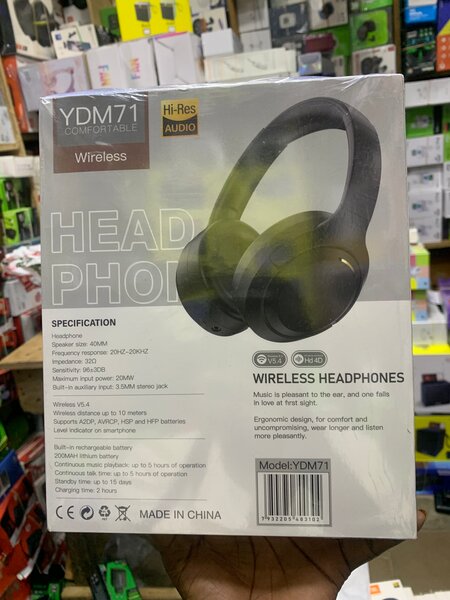 YDM71
COMFORTABLE
Wireless
Hi-Res
AUDIO
HEAD
PHO
SPECIFICATION
Headphone
Speaker size: 40MM
Frequency response: 20HZ~20KHZ
Impedance: 32Ω
Sensitivity: 96±3DB
Maximum input power: 20MW
Built-in auxiliary input: 3.5MM stereo jack
Wireless V5.4
Wireless distance up to 10 meters
Supports A2DP, AVRCP, HSP and HFP batteries
Level indicator on smartphone
Built-in rechargeable battery
200MAH lithium battery
Continuous music playback: up to 5 hours of operation
Continuous talk time: up to 5 hours of operation
Standby time: up to 15 days
Charging time: 2 hours
MADE IN CHINA
V5.4
Hd 4D
WIRELESS HEADPHONES
Music is pleasant to the ear, and one falls
in love at first sight.
Ergonomic design, for comfort and
uncompromising, wear longer and listen
more pleasantly.
Model:YDM71
7 932205 483102